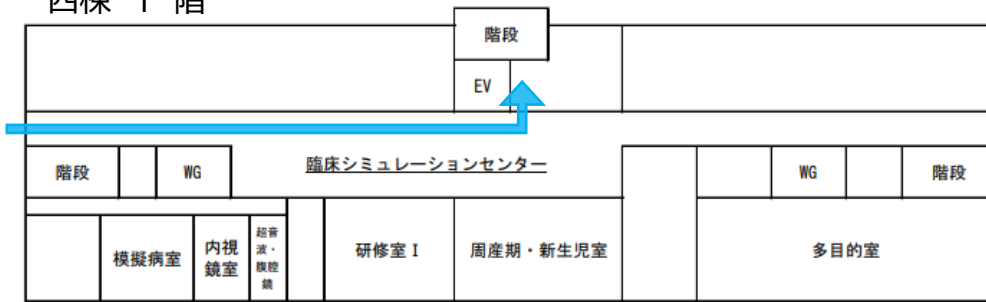 西棟 1 階
階段
EV
階段
WG
臨床シミュレーションセンター
WG
階段
模擬病室
内視
鏡室
超音
波・
腹腔
鏡
研修室 I
周産期・新生児室
多目的室